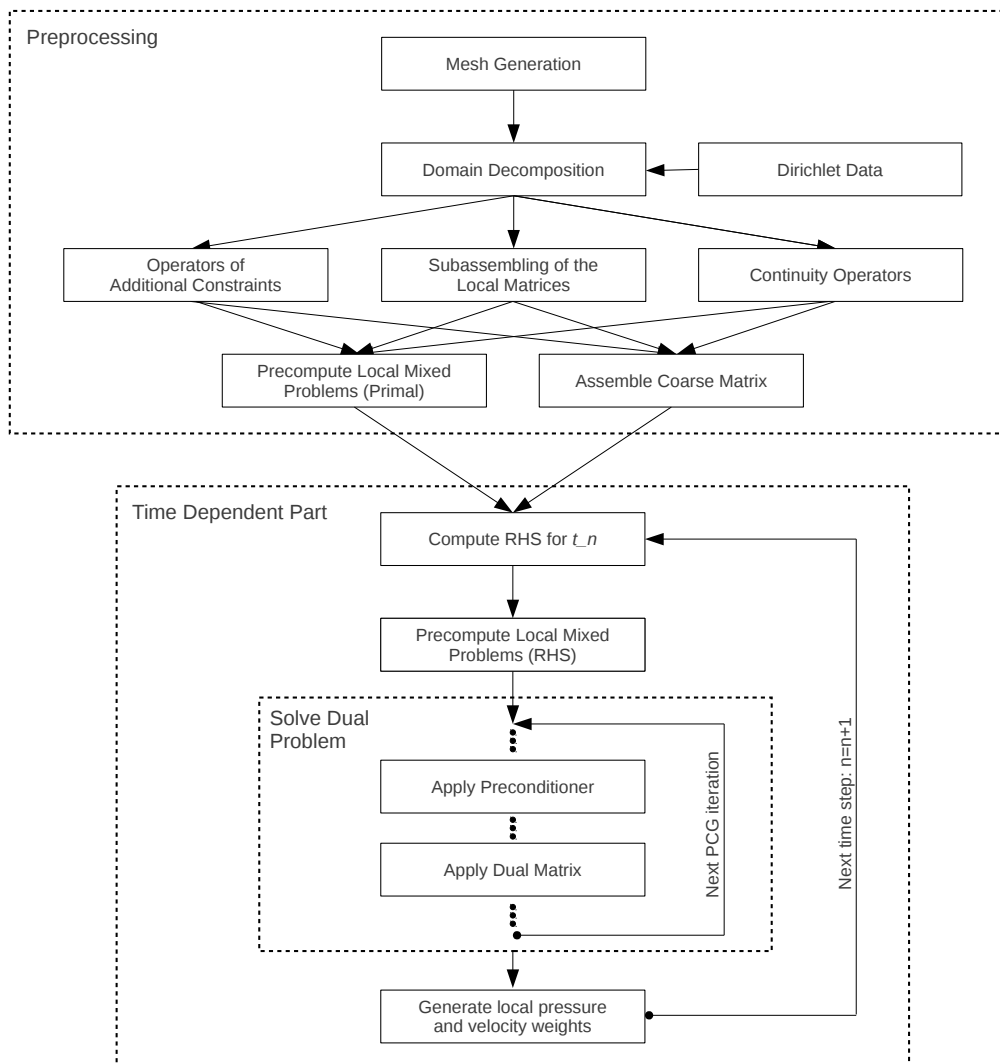 Preprocessing
Mesh Generation
Domain Decomposition
Dirichlet Data
Operators of
Additional Constraints
Subassembling of the
Local Matrices
Continuity Operators
Precompute Local Mixed
Problems (Primal)
Assemble Coarse Matrix
Time Dependent Part
Compute RHS for t_n
Precompute Local Mixed
Problems (RHS)
Solve Dual
Problem
Apply Preconditioner
Apply Dual Matrix
Next PCG iteration
Next time step: n=n+1
Generate local pressure
and velocity weights